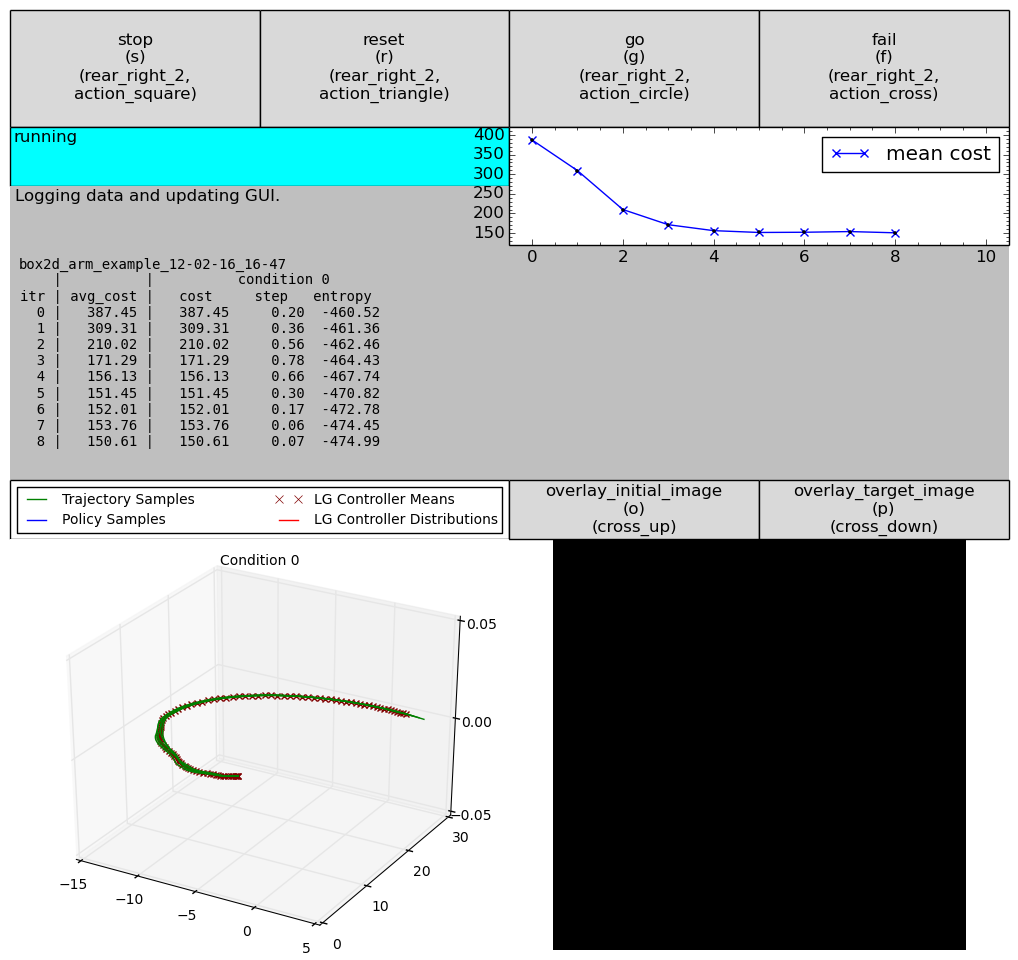 stop
(s)
(rear_right_2,
action_square)
reset
(r)
(rear_right_2,
action_triangle)
go
(g)
(rear_right_2,
action_circle)
fail
(f)
(rear_right_2,
action_cross)
running
400
350
300
250
200
150
mean cost
0 2 4 6 8 10
Logging data and updating GUI.
box2d_arm_example_12-02-16_16-47
| | condition 0
itr | avg_cost | cost step entropy
0 | 387.45 | 387.45 0.20 -460.52
1 | 309.31 | 309.31 0.36 -461.36
2 | 210.02 | 210.02 0.56 -462.46
3 | 171.29 | 171.29 0.78 -464.43
4 | 156.13 | 156.13 0.66 -467.74
5 | 151.45 | 151.45 0.30 -470.82
6 | 152.01 | 152.01 0.17 -472.78
7 | 153.76 | 153.76 0.06 -474.45
8 | 150.61 | 150.61 0.07 -474.99
Trajectory Samples
Policy Samples
LG Controller Means
LG Controller Distributions
overlay_initial_image
(o)
(cross_up)
overlay_target_image
(p)
(cross_down)
Condition 0
0.05
0.00
−0.05
30
20
10
0
−15
−10
−5
0
5